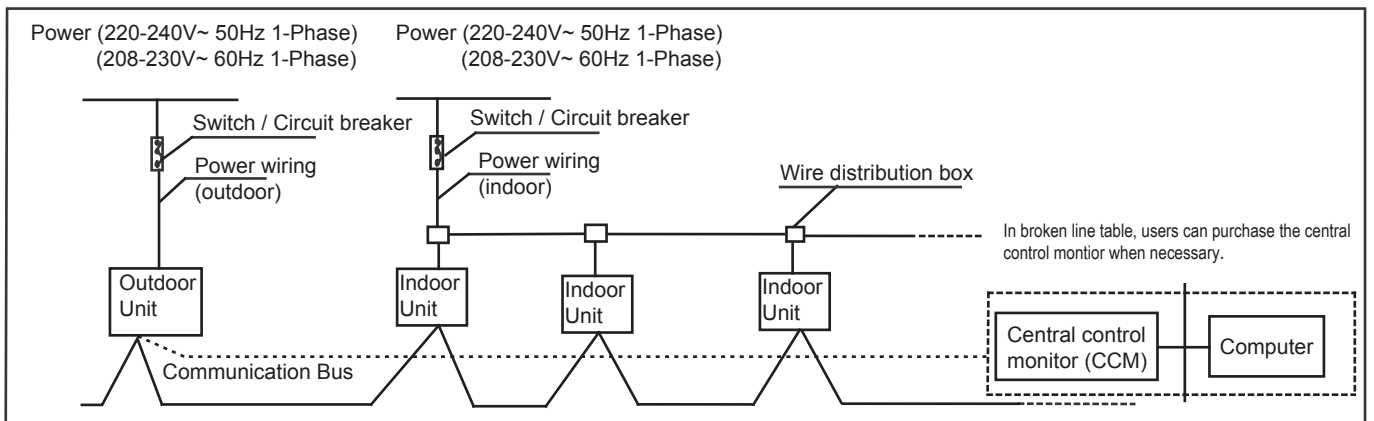 Power (220-240V~ 50Hz 1-Phase)
(208-230V~ 60Hz 1-Phase)
Power (220-240V~ 50Hz 1-Phase)
(208-230V~ 60Hz 1-Phase)
Switch / Circuit breaker
Power wiring
(outdoor)
Switch / Circuit breaker
Power wiring
(indoor)
Wire distribution box
In broken line table, users can purchase the central
control montior when necessary.
Outdoor
Unit
Indoor
Unit
Indoor
Unit
Indoor
Unit
Central control
monitor (CCM)
Computer
Communication Bus